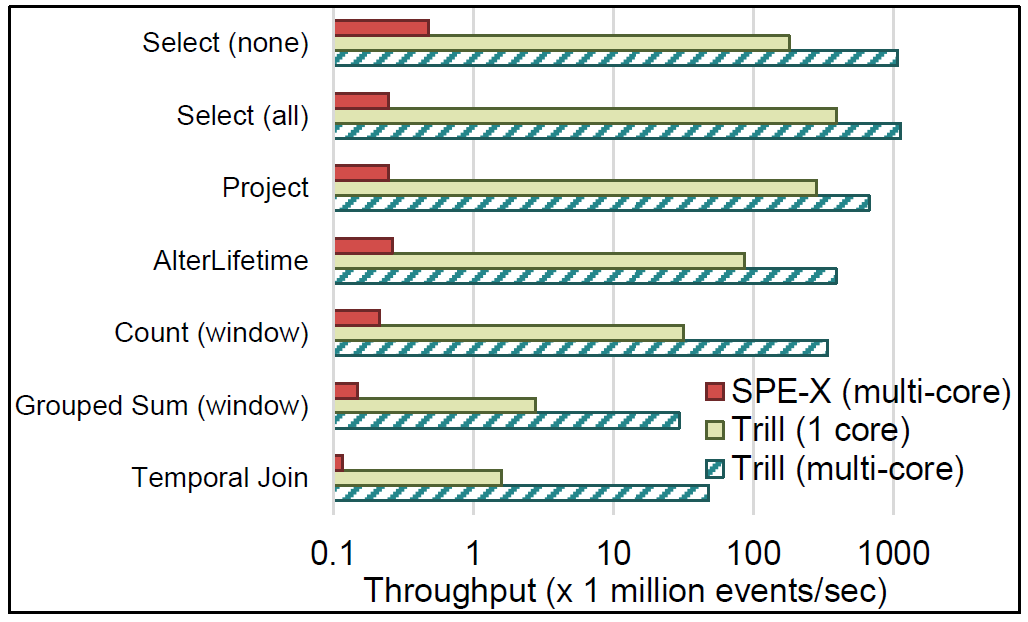 Select (none)
Select (all)
Project
AlterLifetime
Count (window)
Grouped Sum (window)
Temporal Join
SPE-X (multi-core)
Trill (1 core)
Trill (multi-core)
0.1 1 10 100 1000
Throughput (x 1 million events/sec)